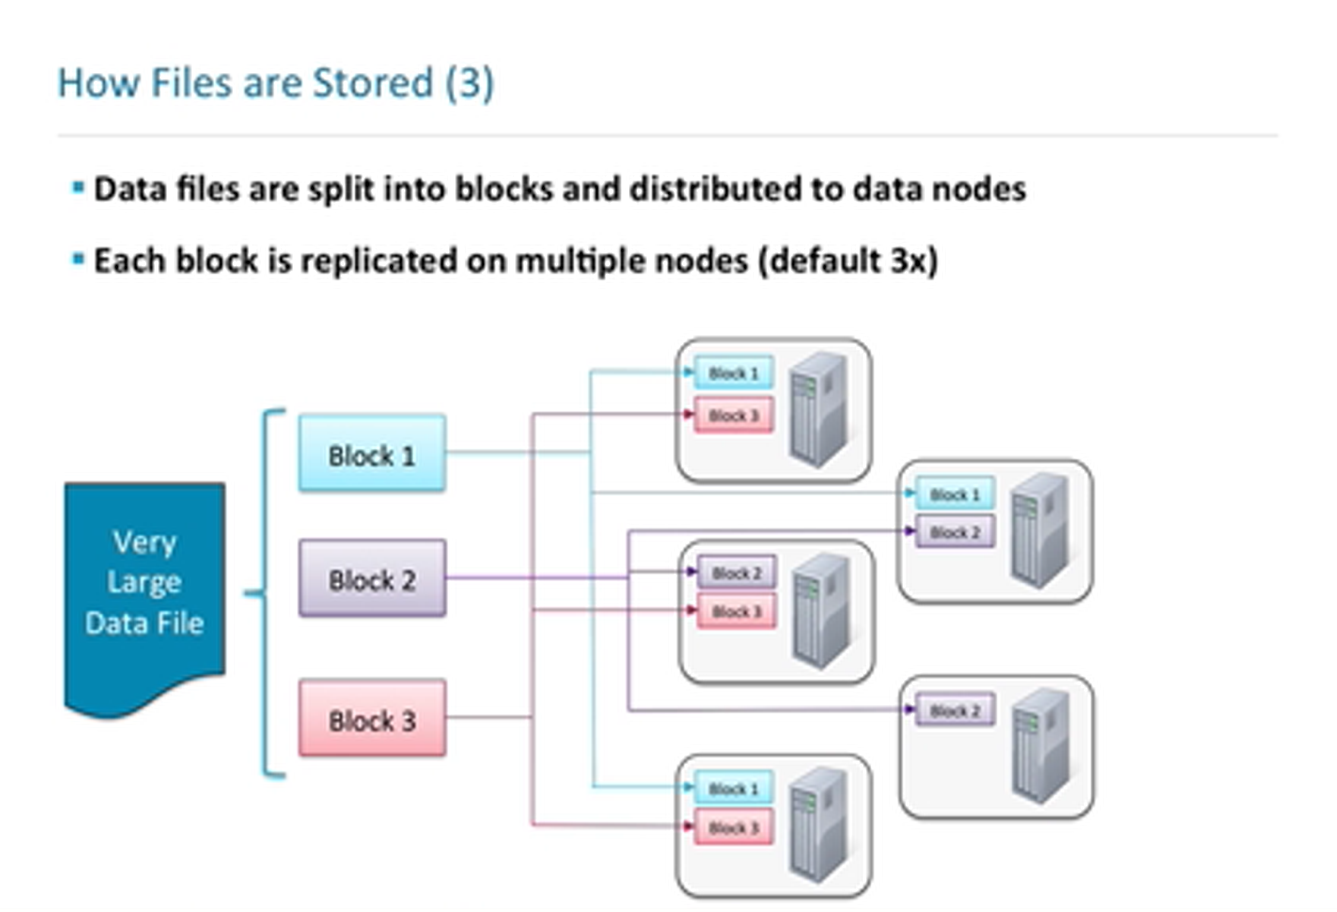 How Files are Stored (3)
Data files are split into blocks and distributed to data nodes
Each block is replicated on multiple nodes (default 3x)
Very
Large
Data File
Block 1
Block 2
Block 3
Block 1
Block 3
Block 1
Block 2
Block 2
Block 3
Block 2
Block 1
Block 3